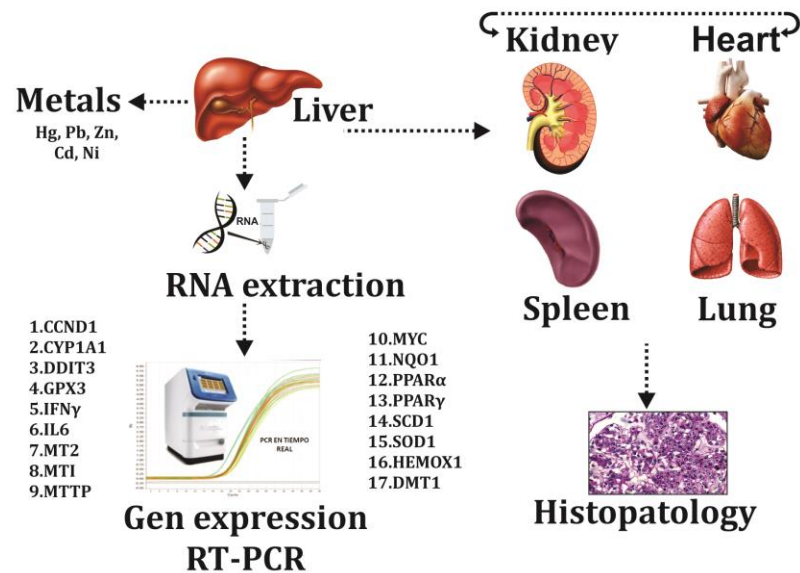 Kidney
Heart
Metals
Hg, Pb, Zn,
Cd, Ni
Liver
RNA
RNA extraction
Spleen
Lung
1.CCND1
2.CYP1A1
3.DDIT3
4.GPX3
5.IFNγ
6.IL6
7.MT2
8.MTI
9.MTTP
PCR EN TIEMPO
REAL
10.MYC
11.NQO1
12.PPARα
13.PPARγ
14.SCD1
15.SOD1
16.HEMOX1
17.DMT1
Gen expression
RT-PCR
Histopatology